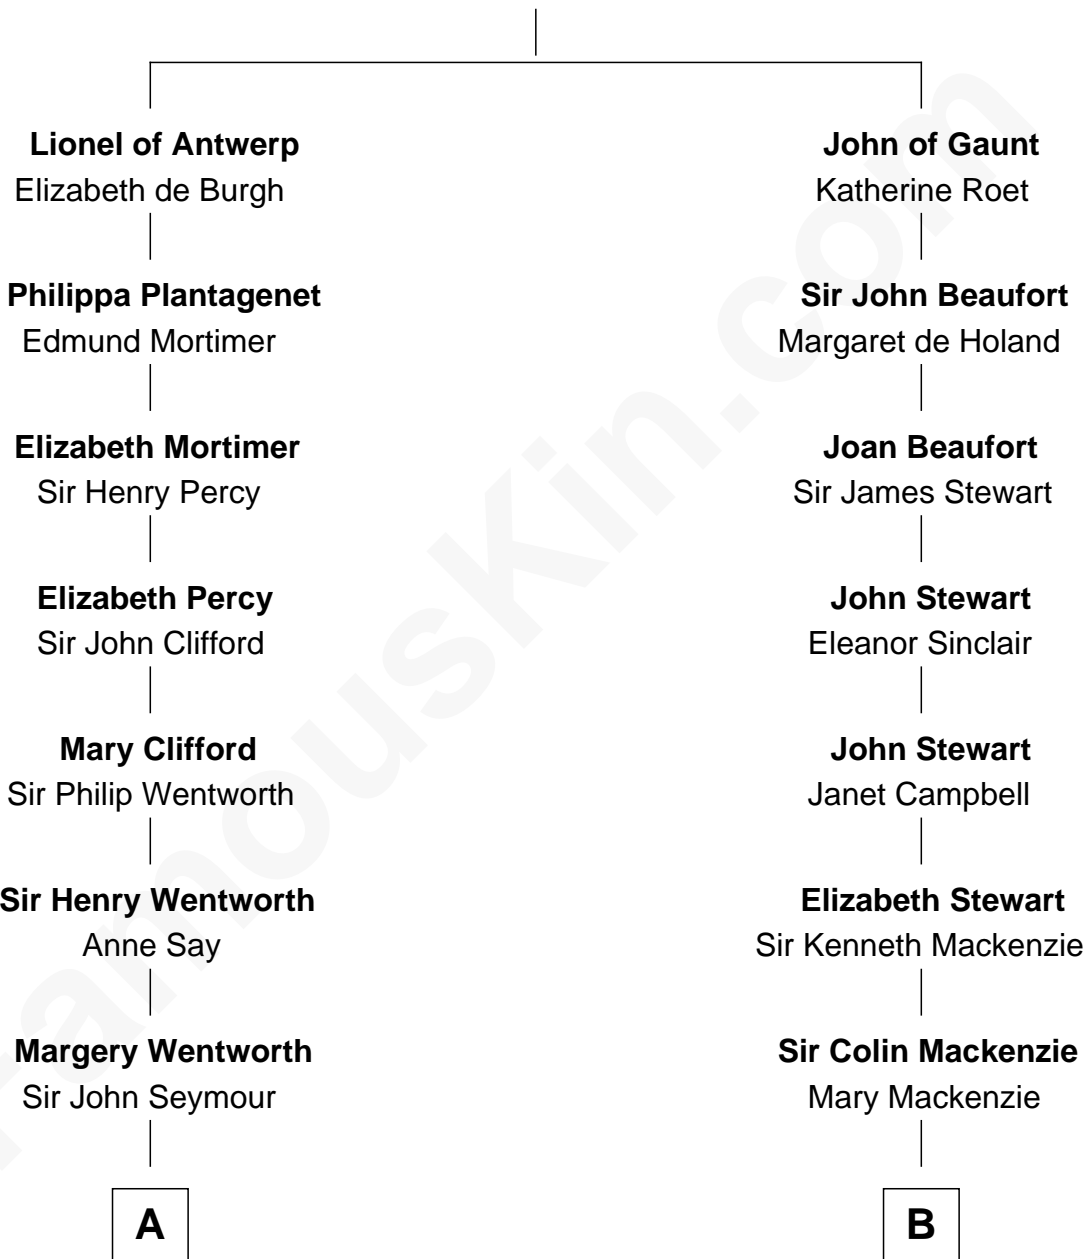 Lionel of Antwerp
Elizabeth de Burgh
Philippa Plantagenet
Edmund Mortimer
Elizabeth Mortimer
Sir Henry Percy
Elizabeth Percy
Sir John Clifford
Mary Clifford
Sir Philip Wentworth
Sir Henry Wentworth
Anne Say
Margery Wentworth
Sir John Seymour
A
John of Gaunt
Katherine Roet
Sir John Beaufort
Margaret de Holand
Joan Beaufort
Sir James Stewart
John Stewart
Eleanor Sinclair
John Stewart
Janet Campbell
Elizabeth Stewart
Sir Kenneth Mackenzie
Sir Colin Mackenzie
Mary Mackenzie
B
FamousKin.com